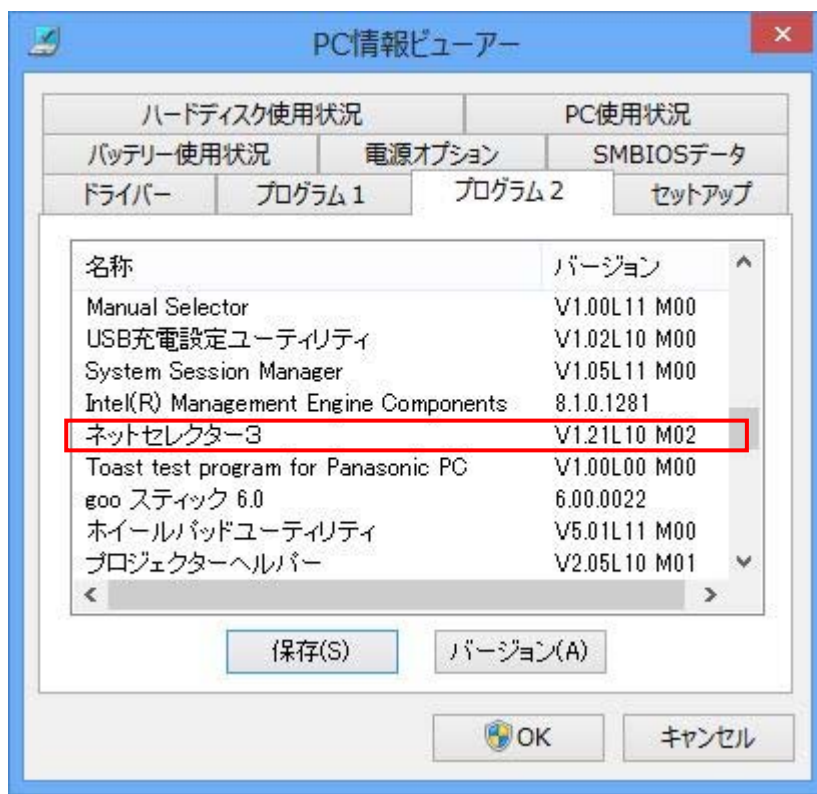 PC情報ビューアー
ハードディスク使用状況 PC使用状況
バッテリー使用状況 電源オプション SMBIOSデータ
ドライバー プログラム1 プログラム2 セットアップ
名称 バージョン
Manual Selector V1.00L11 M00
USB充電設定ユーティリティ V1.02L10 M00
System Session Manager V1.05L11 M00
Intel(R) Management Engine Components 8.1.0.1281
ネットセレクター3 V1.21L10 M02
Toast test program for Panasonic PC V1.00L00 M00
goo スティック 6.0 6.00.0022
ホイールパッドユーティリティ V5.01L11 M00
プロジェクターヘルパー V2.05L10 M01
保存(S) バージョン(A)
OK キャンセル